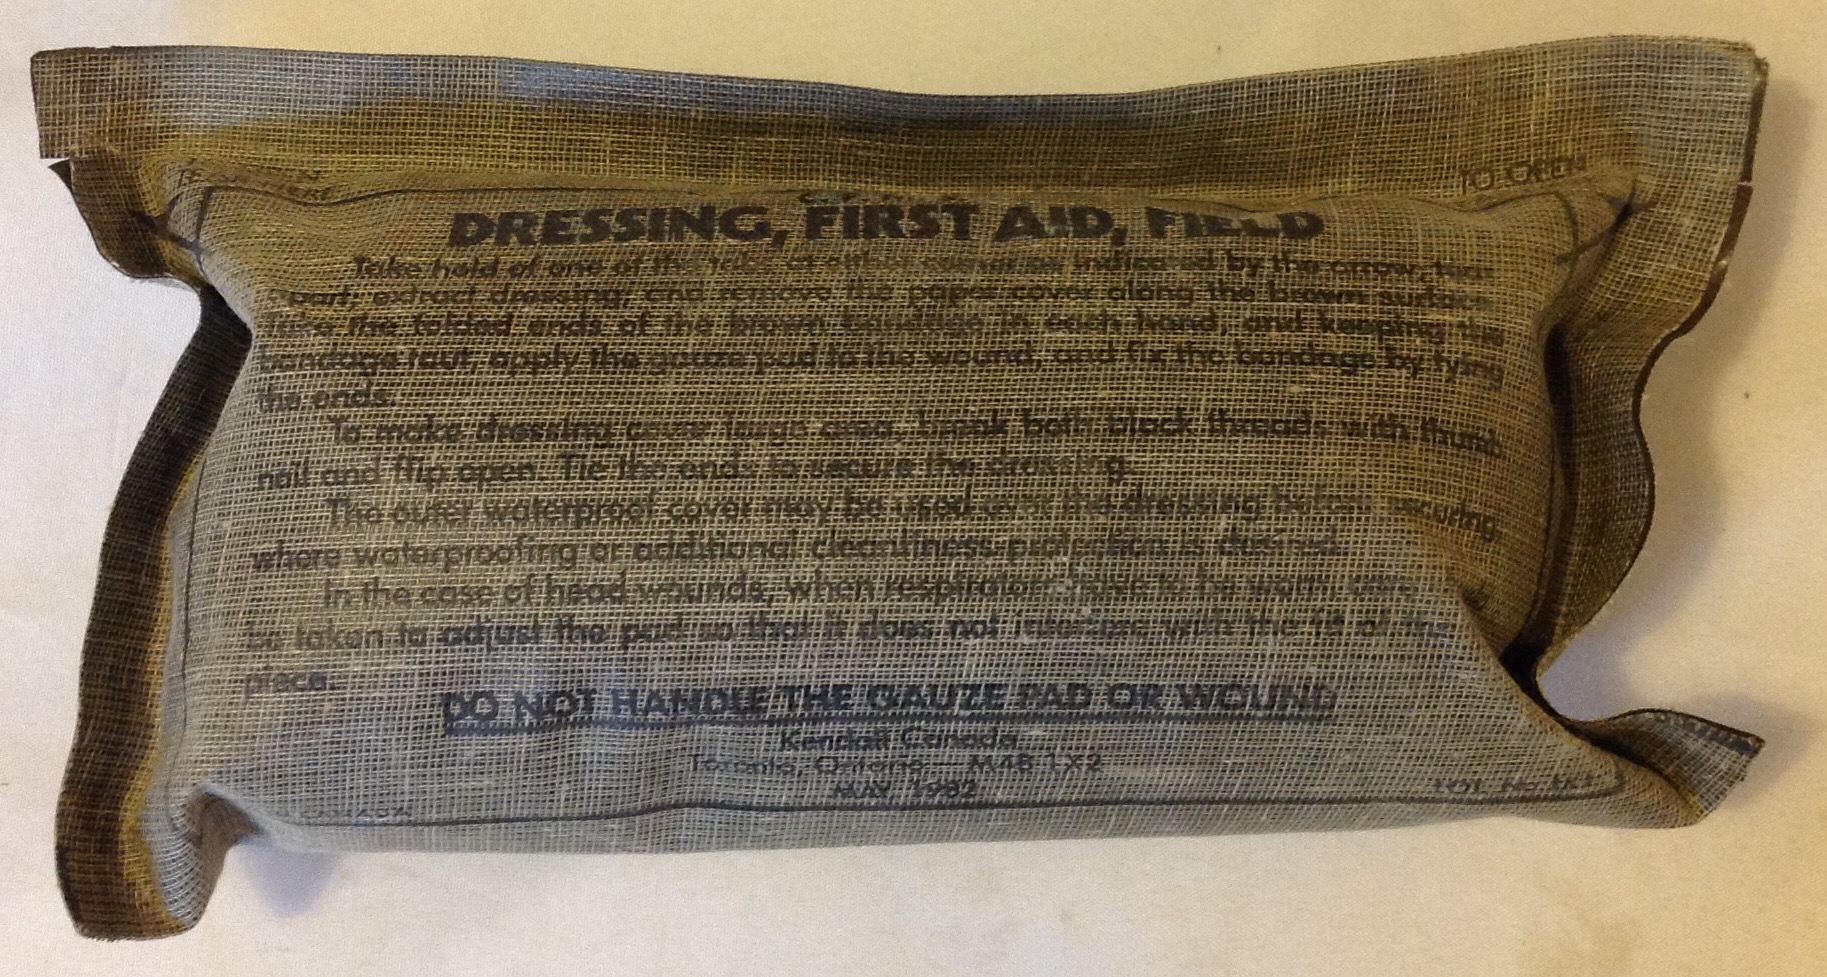 TO OPEN
DRESSING, FIRST AID, FIELD
Take hold of one of the tabs at either corner as indicated by the arrow, tear
apart, extract dressing, and remove the paper cover along the brown surface.
Take the folded ends of the brown bandage in each hand, and keeping the
bandage taut, apply the gauze pad to the wound, and fix the bandage by tying
the ends.
To make dressing cover large area, break both black threads with thumb
nail and flip open. Tie the ends to secure the dressing.
The outer waterproof cover may be used over the dressing before securing,
where waterproofing or additional cleanliness protection is desired.
In the case of head wounds, when respirators have to be worn, care
be taken to adjust the pad so that it does not interfere with the fit of the
piece.
DO NOT HANDLE THE GAUZE PAD OR WOUND
Kendall Canada
Toronto, Ontario — M4B 1X2
MAY 1982
LOT No.